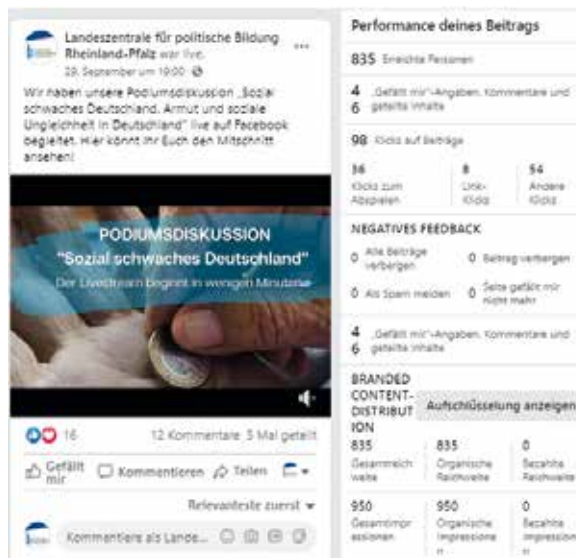 Landeszentrale für politische Bildung
Rheinland-Pfalz war live.
29. September um 19:00
Wir haben unsere Podiumsdiskussion „Sozial
schwaches Deutschland. Armut und soziale
Ungleichheit in Deutschland" live auf Facebook
begleitet. Hier könnt Ihr Euch den Mitschnitt
ansehen!
PODIUMSDISKUSSION
"Sozial schwaches Deutschland"
Der Livestream beginnt in wenigen Minuten
16
12 Kommentare 5 Mal geteilt
Gefällt
mir
Kommentieren
Teilen
Relevanteste zuerst
Kommentiere als Lande...
Performance deines Beitrags
835 Erreichte Personen
4
6
„Gefällt mir"-Angaben, Kommentare und
geteilte Inhalte
98 Klicks auf Beiträge
36
Klicks zum
Abspielen
8
Link-
Klicks
54
Andere
Klicks
NEGATIVES FEEDBACK
0 Alle Beiträge
verbergen
0 Beitrag verbergen
0 Als Spam melden
0 Seite gefällt mir
nicht mehr
4
6
„Gefällt mir"-Angaben, Kommentare und
geteilte Inhalte
BRANDED
CONTENT-
DISTRIBUT
ION
Aufschlüsselung anzeigen
835
Gesamtreich
weite
835
Organische
Reichweite
0
Bezahlte
Reichweite
950
Gesamtimpr
essionen
950
Organische
Impressione
n
0
Bezahlte
Impression